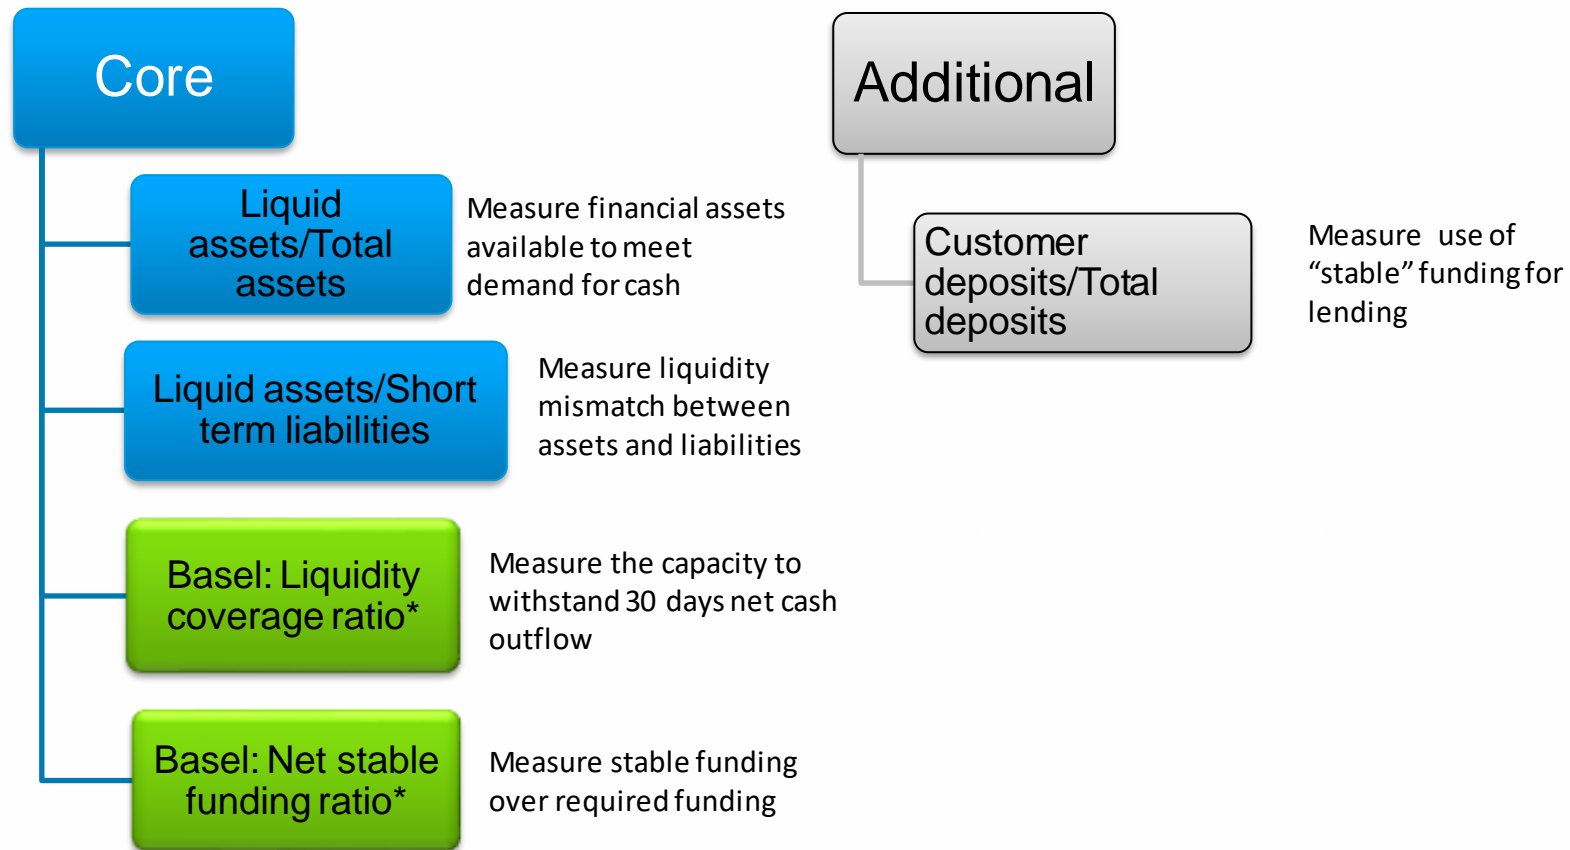 Core
Liquid
assets/Total
assets
Measure financial assets
available to meet
demand for cash
Liquid assets/Short
term liabilities
Measure liquidity
mismatch between
assets and liabilities
Basel: Liquidity
coverage ratio*
Measure the capacity to
withstand 30 days net cash
outflow
Basel: Net stable
funding ratio*
Measure stable funding
over required funding
Additional
Customer
deposits/Total
deposits
Measure use of
“stable” funding for
lending